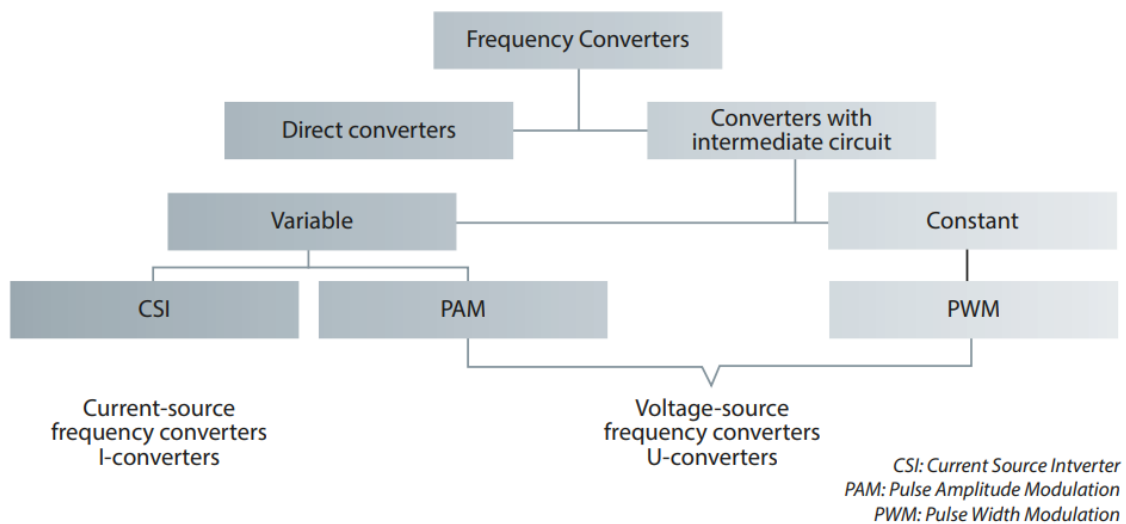 Frequency Converters
Direct converters
Converters with
intermediate circuit
Variable
Constant
CSI
PAM
PWM
Current-source
frequency converters
I-converters
Voltage-source
frequency converters
U-converters
CSI: Current Source Intverter
PAM: Pulse Amplitude Modulation
PWM: Pulse Width Modulation